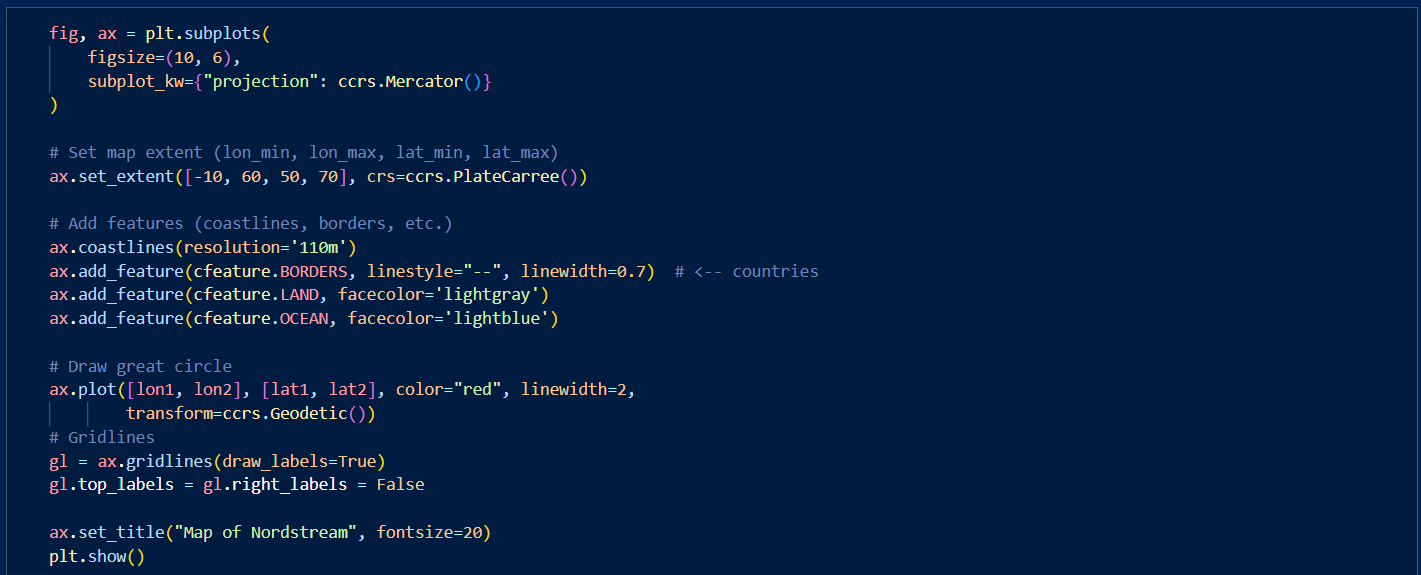 fig, ax = plt.subplots(
    figsize=(10, 6),
    subplot_kw={"projection": ccrs.Mercator()}
)

# Set map extent (lon_min, lon_max, lat_min, lat_max)
ax.set_extent([-10, 60, 50, 70], crs=ccrs.PlateCarree())

# Add features (coastlines, borders, etc.)
ax.coastlines(resolution='110m')
ax.add_feature(cfeature.BORDERS, linestyle="--", linewidth=0.7)  # <-- countries
ax.add_feature(cfeature.LAND, facecolor='lightgray')
ax.add_feature(cfeature.OCEAN, facecolor='lightblue')

# Draw great circle
ax.plot([lon1, lon2], [lat1, lat2], color="red", linewidth=2,
        transform=ccrs.Geodetic())
# Gridlines
gl = ax.gridlines(draw_labels=True)
gl.top_labels = gl.right_labels = False

ax.set_title("Map of Nordstream", fontsize=20)
plt.show()